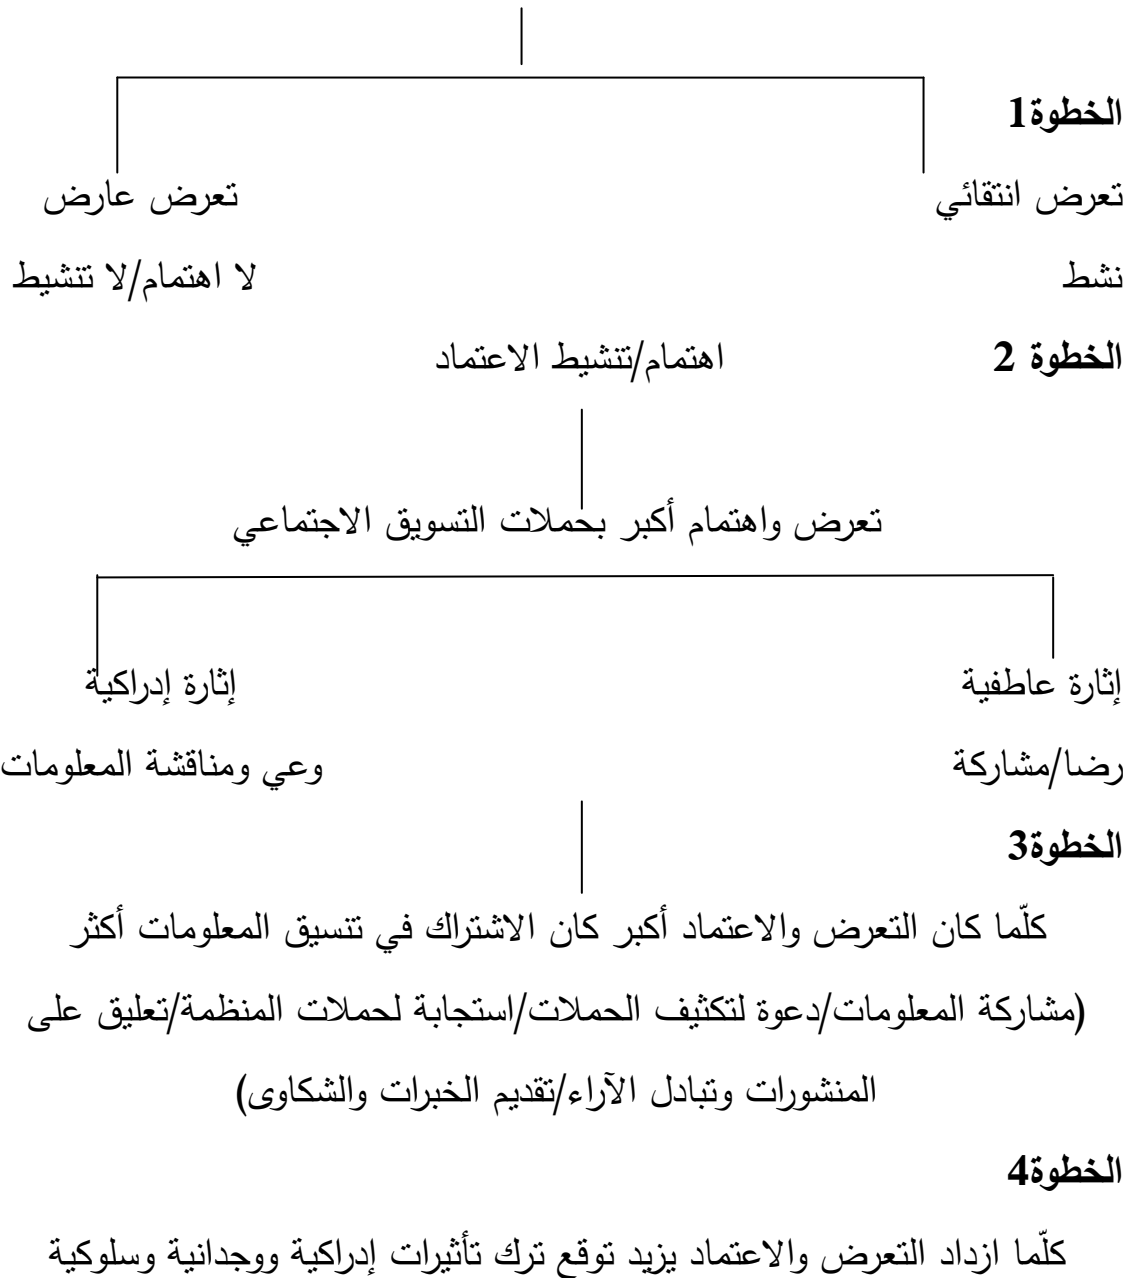 الخطوة1
تعرض انتقائي تعرض عارض
نشط لا اهتمام/لا تنشيط
الخطوة 2 اهتمام/تنشيط الاعتماد
تعرض واهتمام أكبر بحملات التسويق الاجتماعي
إثارة عاطفية إثارة إدراكية
رضا/مشاركة وعي ومناقشة المعلومات
الخطوة3
كلّما كان التعرض والاعتماد أكبر كان الاشتراك في تنسيق المعلومات أكثر
(مشاركة المعلومات/دعوة لتكثيف الحملات/استجابة لحملات المنظمة/تعليق على
المنشورات وتبادل الآراء/تقديم الخبرات والشكاوى)
الخطوة4
كلّما ازداد التعرض والاعتماد يزيد توقع ترك تأثيرات إدراكية ووجدانية وسلوكية